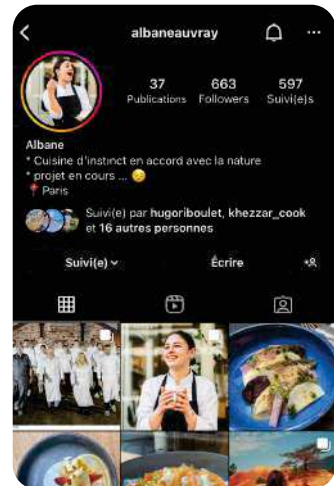 albaneauvray
37 663 597
Publications Followers Suivi(e)s
Albane
* Cuisine d'instinct en accord avec la nature
* projet en cours ... 😏
📍 Paris
Suivi(e) par hugoriboulet, khezzar_cook
et 16 autres personnes
Suivi(e) Écrire